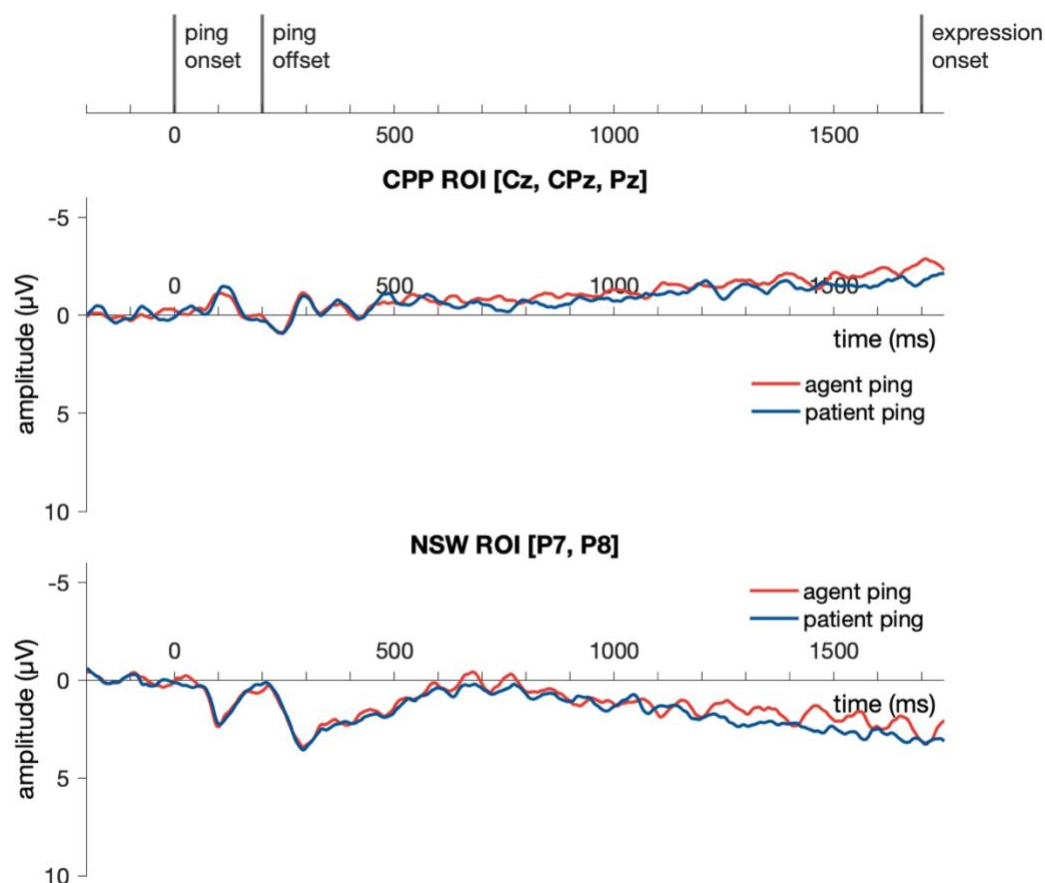 ping
onset
ping
offset
expression
onset
0
500
1000
1500
CPP ROI [Cz, CPz, Pz]
-5
0
5
10
amplitude (µV)
0
500
1000
1500
time (ms)
agent ping
patient ping
NSW ROI [P7, P8]
-5
0
5
10
amplitude (µV)
agent ping
patient ping
0
500
1000
1500
time (ms)